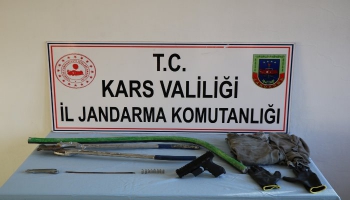 T.C.
KARS VALİLİĞİ
İL JANDARMA KOMUTANLIĞI